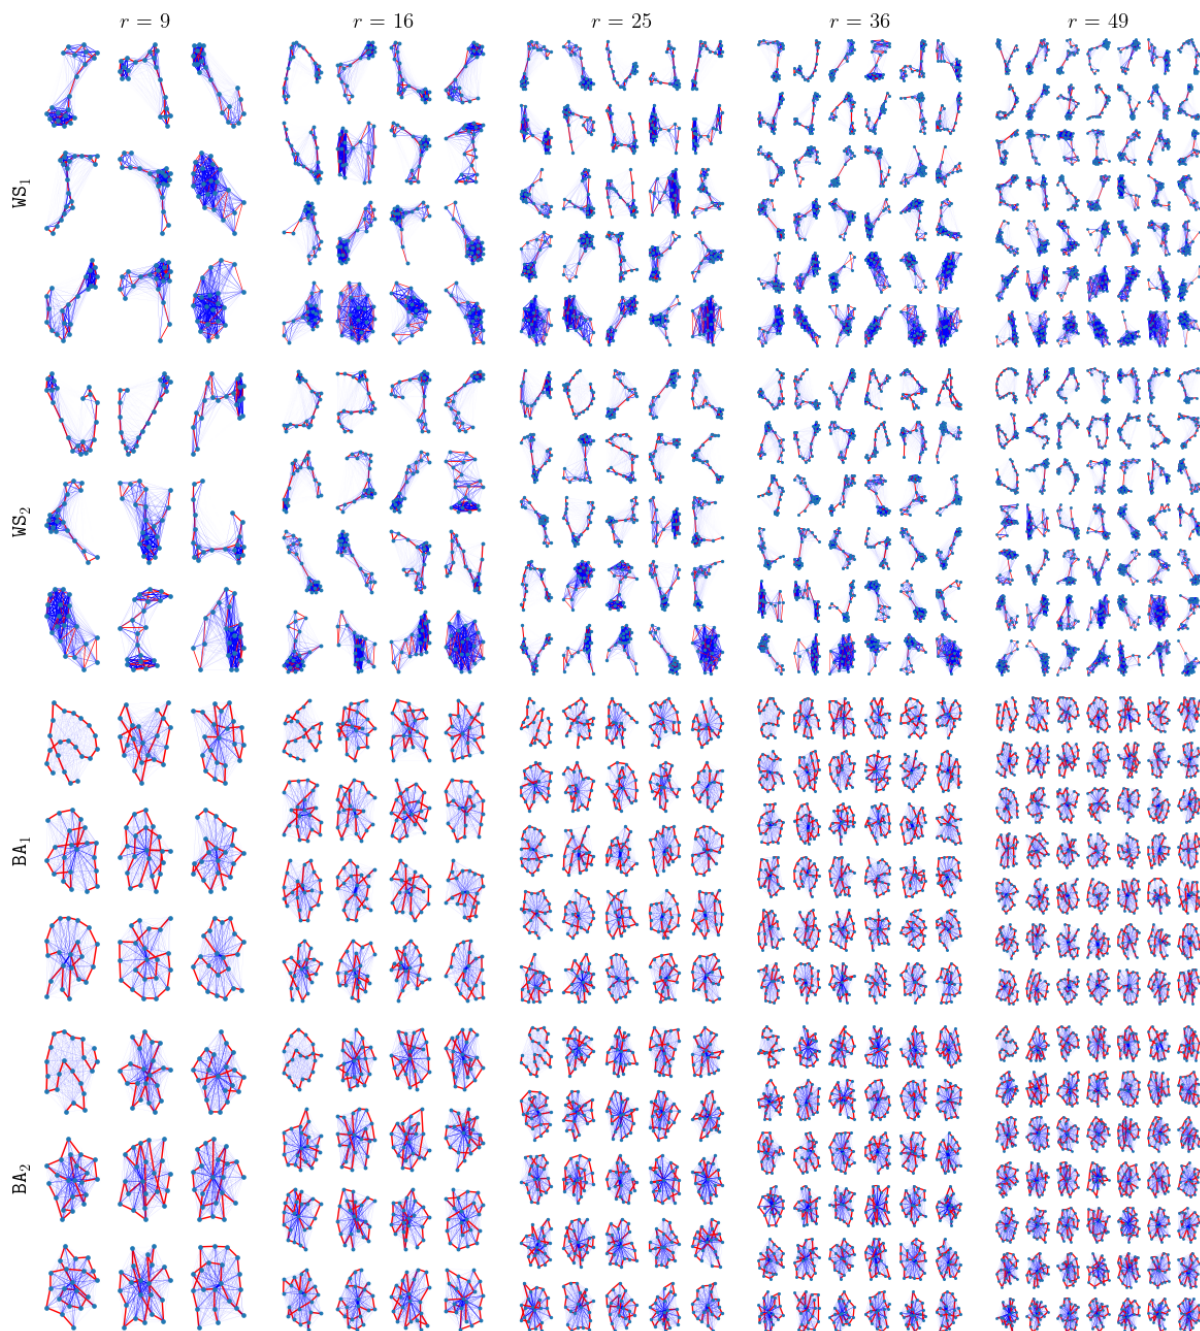 r = 9 r = 16 r = 25 r = 36 r = 49
WS₁
WS₂
BA₁
BA₂